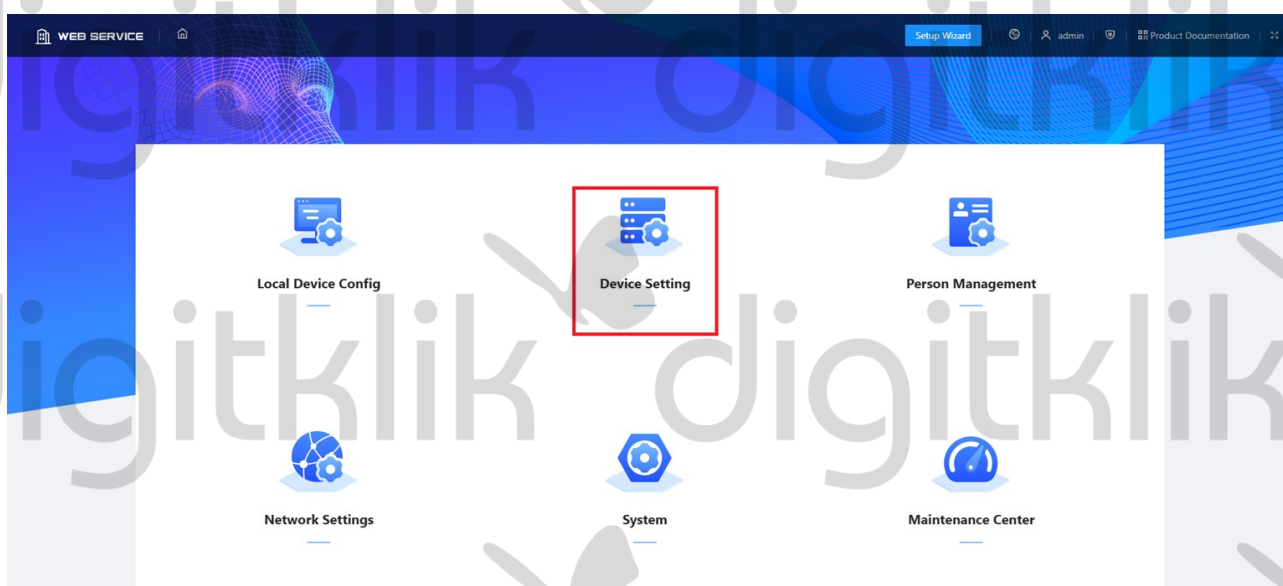 WEB SERVICE
Setup Wizard
admin
Product Documentation
Local Device Config
Device Setting
Person Management
Network Settings
System
Maintenance Center
digitklik
digitklik
digitklik
digitklik